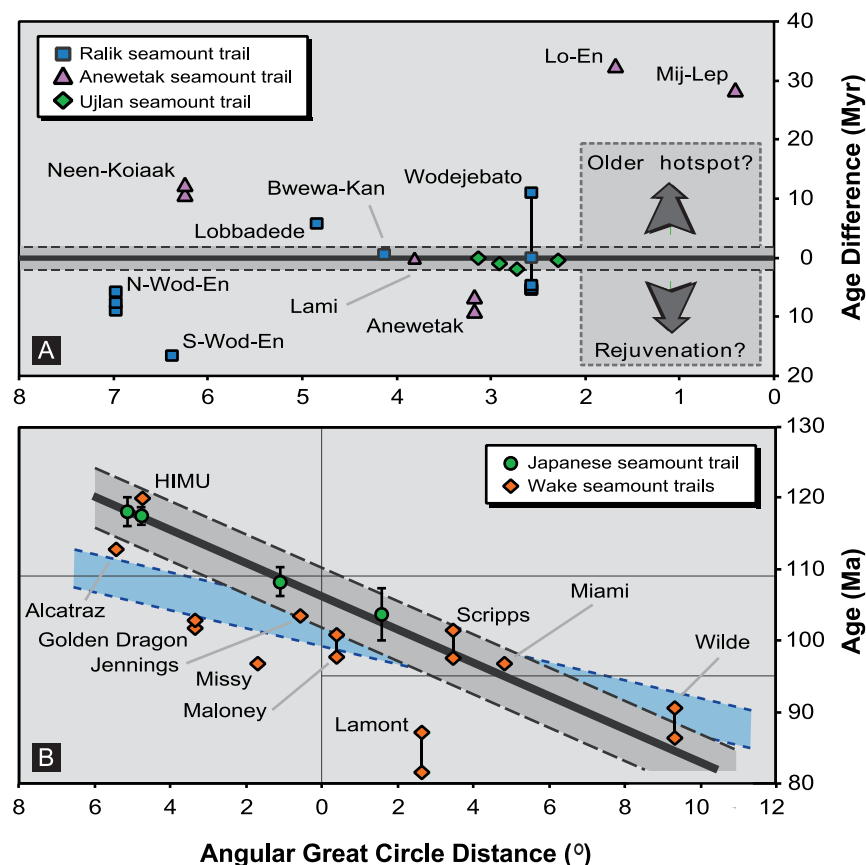 Ralik seamount trail
Anewetak seamount trail
Ujlan seamount trail
Lo-En
Mij-Lep
Neen-Koiaak
Bwewa-Kan
Wodejebato
Older hotspot?
Lobbadede
N-Wod-En
Lami
Anewetak
S-Wod-En
Rejuvenation?
A
40
30
20
10
0
10
20
Age Difference (Myr)
8 7 6 5 4 3 2 1 0
Japanese seamount trail
Wake seamount trails
HIMU
Alcatraz
Golden Dragon
Jennings
Missy
Maloney
Scripps
Miami
Wilde
Lamont
B
130
120
110
100
90
80
Age (Ma)
8 6 4 2 0 2 4 6 8 10 12
Angular Great Circle Distance (º)